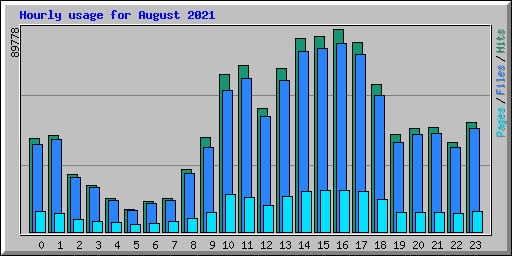 Hourly usage for August 2021
89778
Pages/Files/Hits
0 1 2 3 4 5 6 7 8 9 10 11 12 13 14 15 16 17 18 19 20 21 22 23